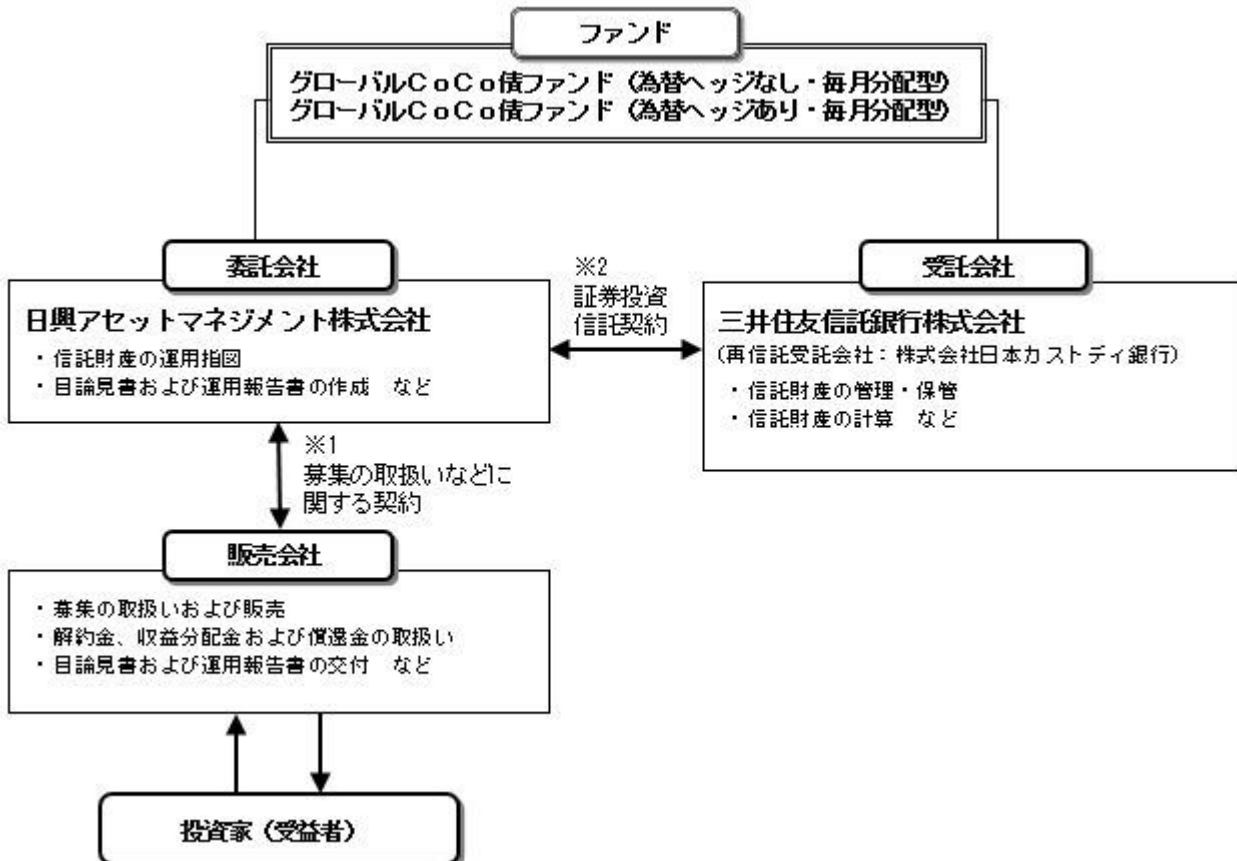 ファンド
グローバルCoCo債ファンド（為替ヘッジなし・毎月分配型）
グローバルCoCo債ファンド（為替ヘッジあり・毎月分配型）
委託会社
日興アセットマネジメント株式会社
・信託財産の運用指図
・目論見書および運用報告書の作成　など
※2
証券投資
信託契約
受託会社
三井住友信託銀行株式会社
（再信託受託会社：株式会社日本カストディ銀行）
・信託財産の管理・保管
・信託財産の計算　など
※1
募集の取扱いなどに
関する契約
販売会社
・募集の取扱いおよび販売
・解約金、収益分配金および償還金の取扱い
・目論見書および運用報告書の交付　など
投資家（受益者）